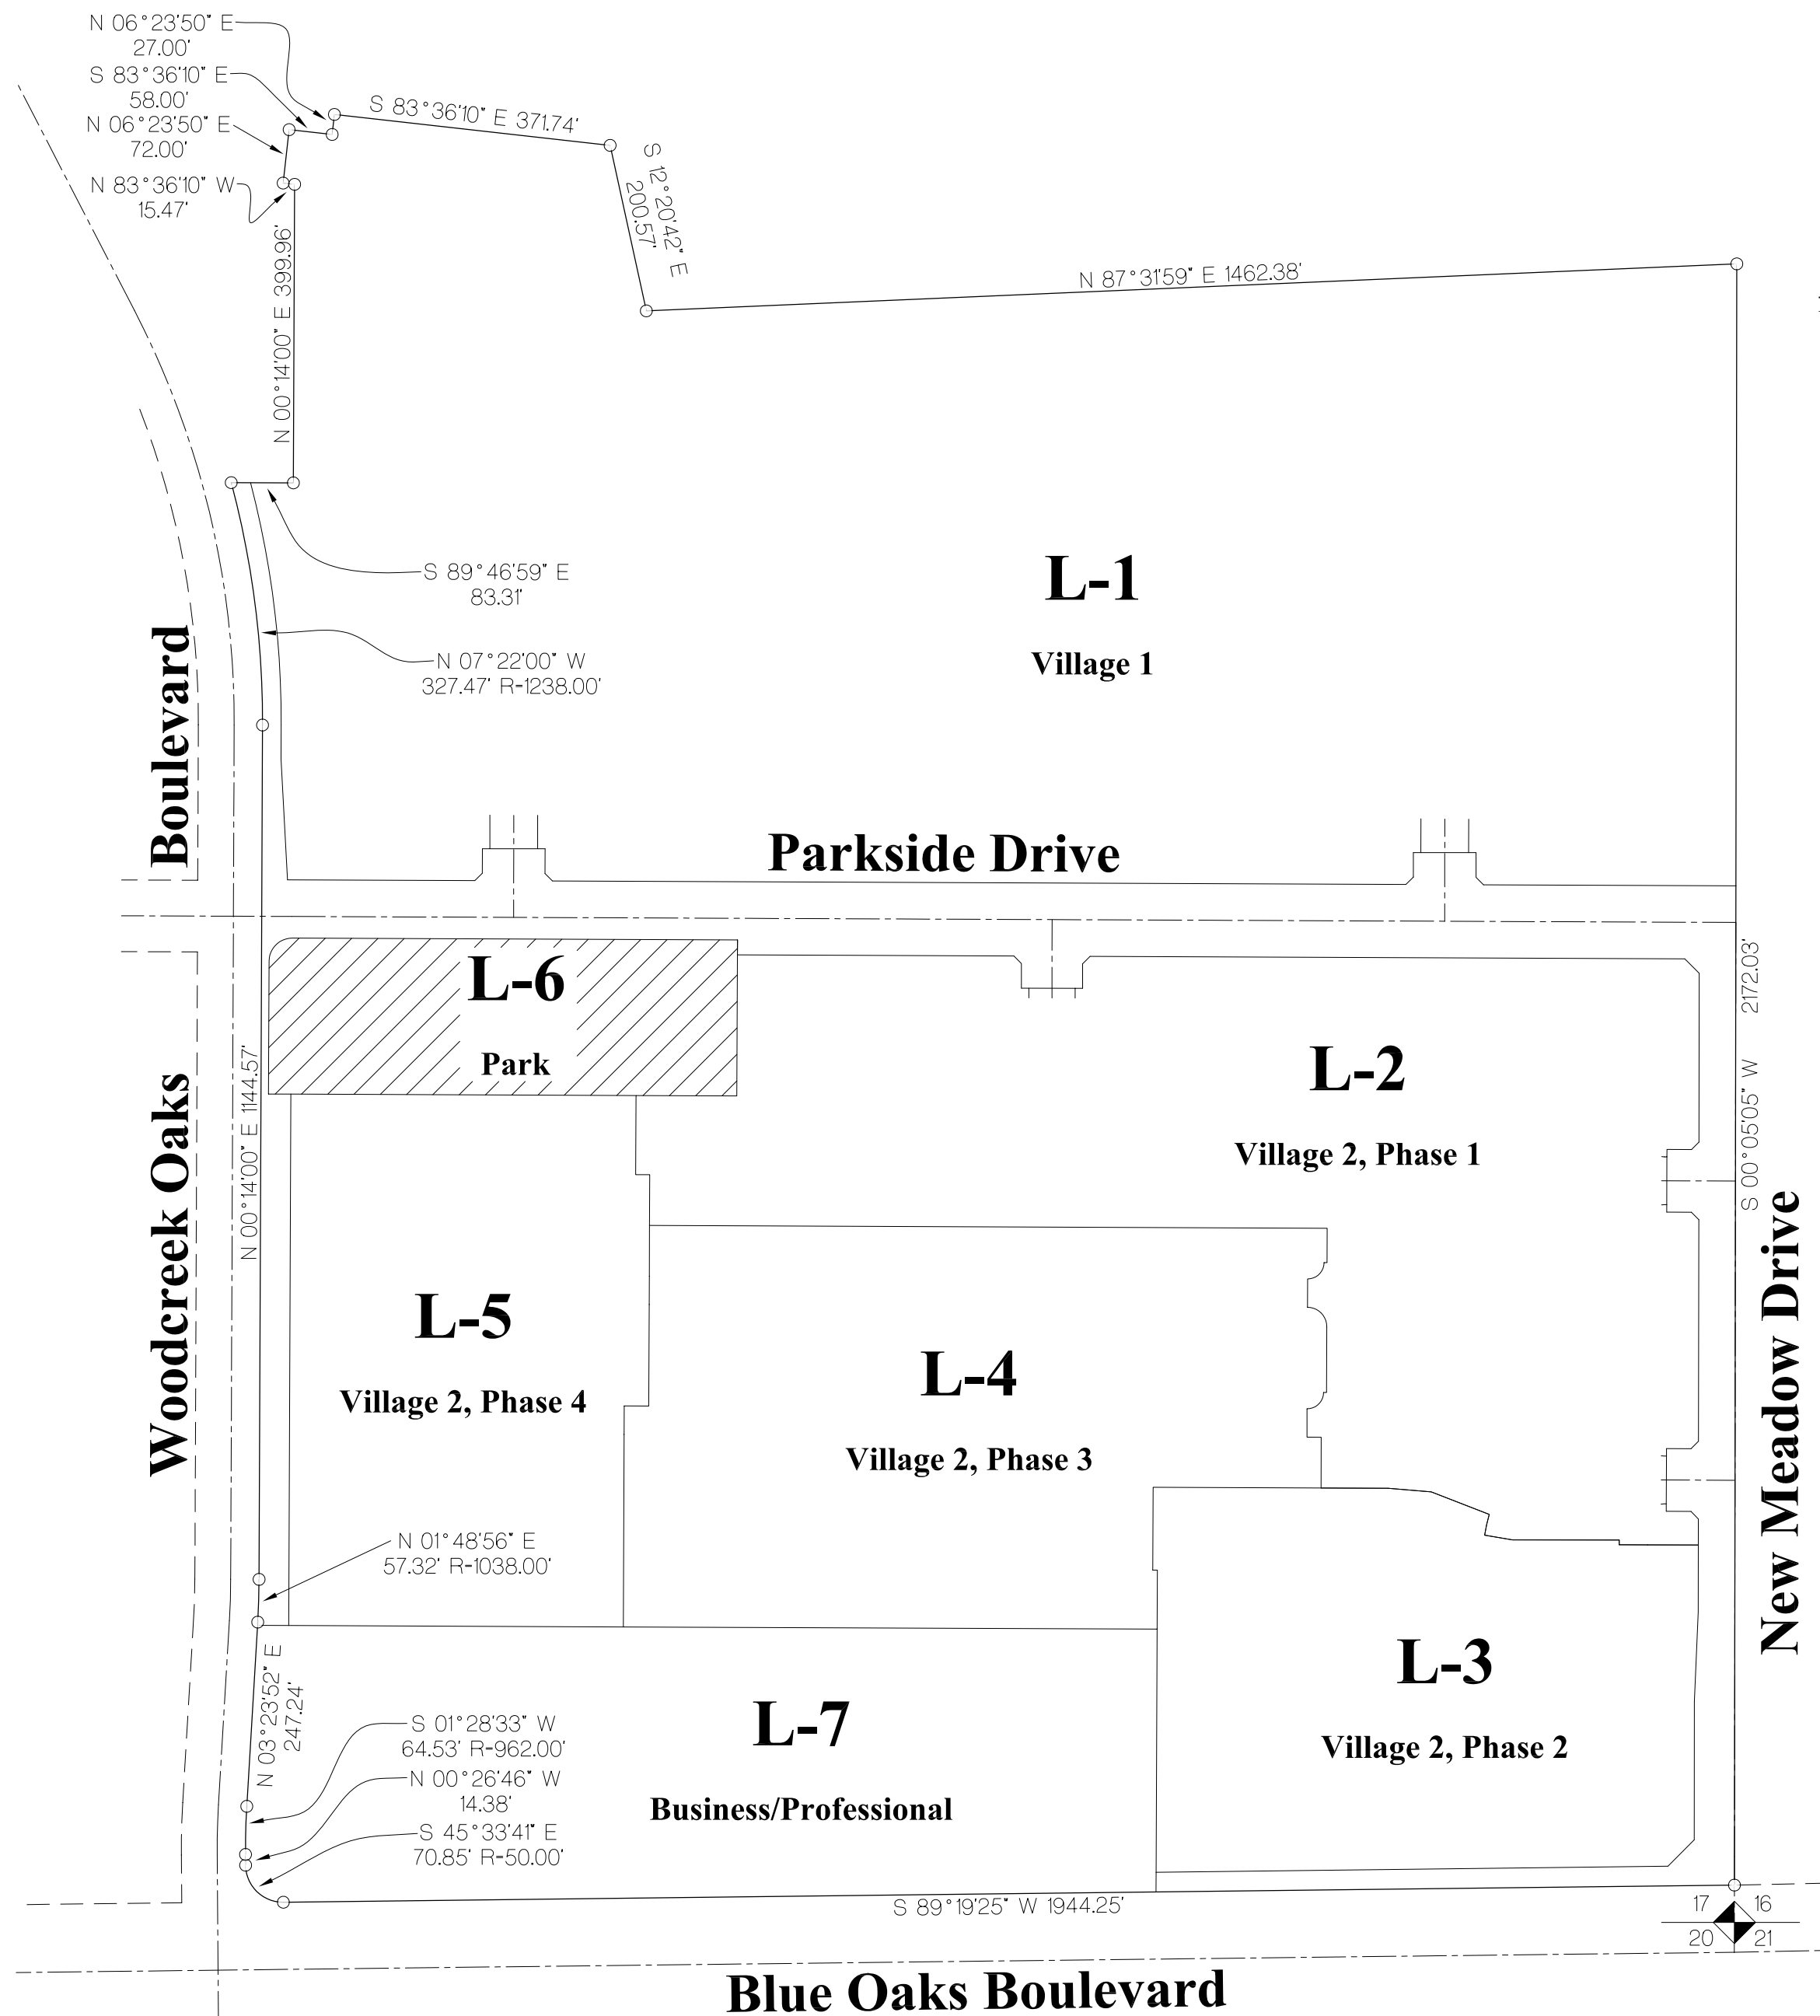 N 06°23'50" E
27.00'
S 83°36'10" E
58.00'
N 06°23'50" E
72.00'
N 83°36'10" W
15.47'
S 83°36'10" E 371.74'
S 12°20'42" E
200.57'
N 87°31'59" E 1462.38'
N 00°14'00" E 399.96'
S 89°46'59" E
83.31'
N 07°22'00" W
327.47' R-1238.00'
L-1
Village 1
Boulevard
Parkside Drive
L-6
Park
L-2
Village 2, Phase 1
2172.03'
S 00°05'05" W
N 00°14'00" E 1144.57'
Woodcreek Oaks
New Meadow Drive
L-5
Village 2, Phase 4
L-4
Village 2, Phase 3
N 01°48'56" E
57.32' R-1038.00'
L-3
Village 2, Phase 2
N 03°23'52" E
247.24'
L-7
Business/Professional
S 01°28'33" W
64.53' R-962.00'
N 00°26'46" W
14.38'
S 45°33'41" E
70.85' R-50.00'
S 89°19'25" W 1944.25'
17 16
20 21
Blue Oaks Boulevard